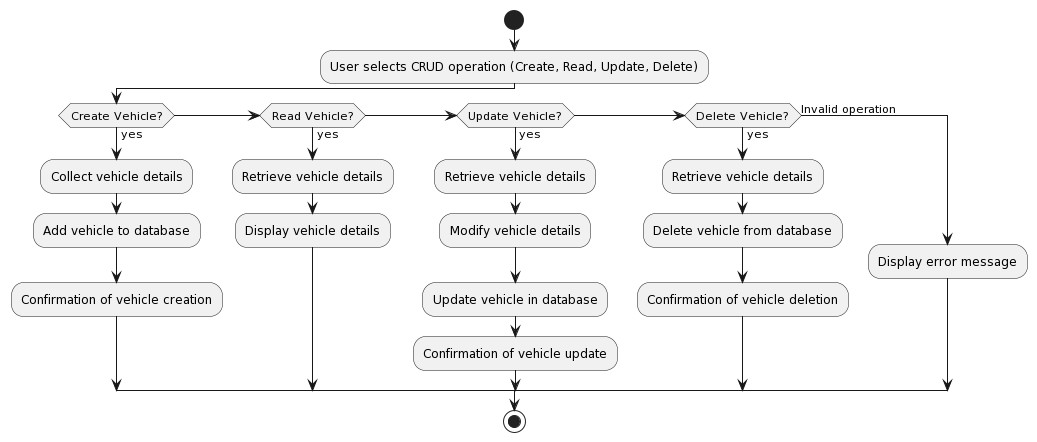 User selects CRUD operation (Create, Read, Update, Delete)
Create Vehicle?
Read Vehicle?
Update Vehicle?
Delete Vehicle?
Invalid operation
yes
yes
yes
yes
Collect vehicle details
Retrieve vehicle details
Retrieve vehicle details
Retrieve vehicle details
Add vehicle to database
Display vehicle details
Modify vehicle details
Delete vehicle from database
Display error message
Confirmation of vehicle creation
Update vehicle in database
Confirmation of vehicle deletion
Confirmation of vehicle update